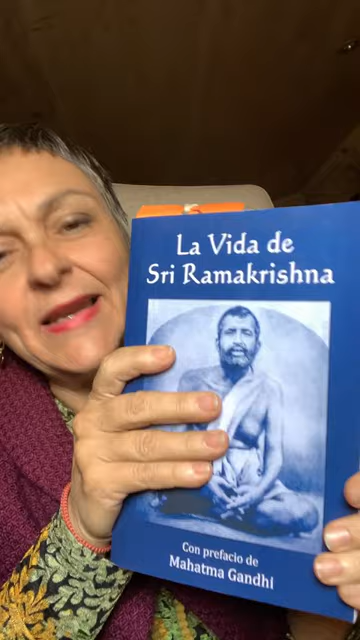 La Vida de
Sri Ramakrishna
Con prefacio de
Mahatma Gandhi